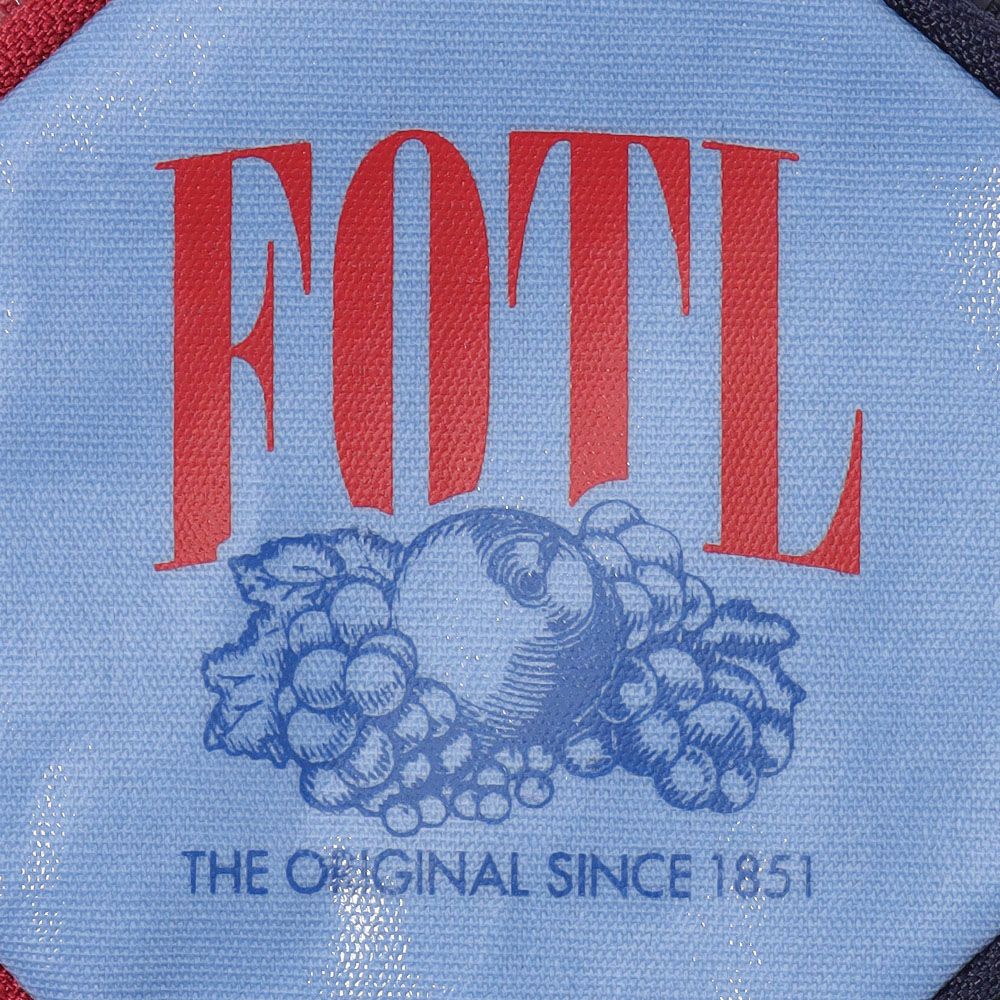 FOTL
THE ORIGINAL SINCE 1851